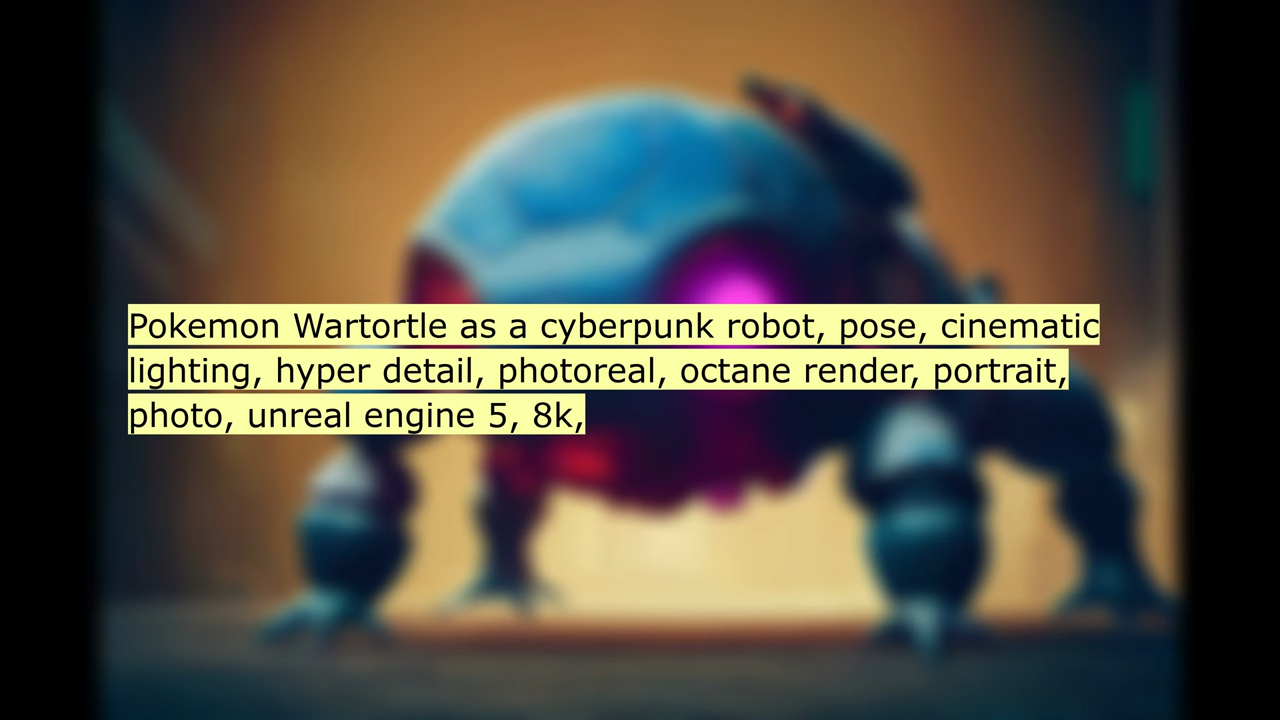 Pokemon Wartortle as a cyberpunk robot, pose, cinematic
lighting, hyper detail, photoreal, octane render, portrait,
photo, unreal engine 5, 8k,